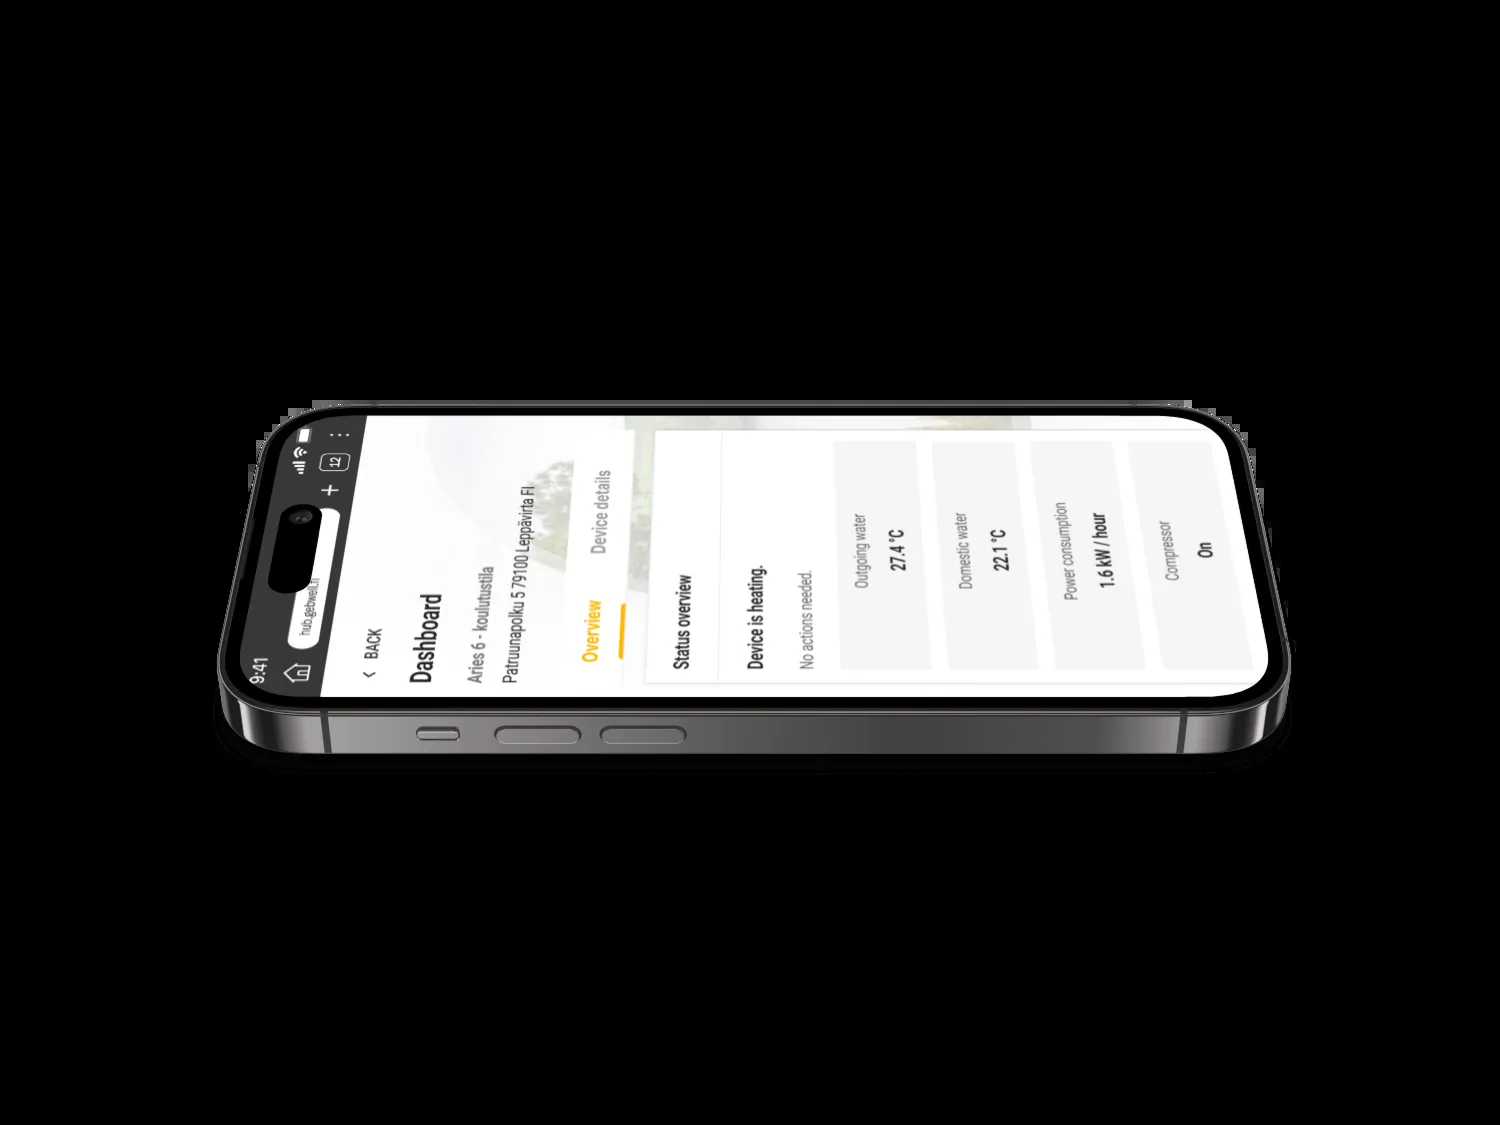 9:41
hub.gebwell.fi
12
BACK
Dashboard
Aries 6 - koulutustila
Patruunapolku 5 79100 Leppävirta FI
Overview
Device details
Status overview
Device is heating.
No actions needed.
Outgoing water
27.4 °C
Domestic water
22.1 °C
Power consumption
1.6 kW / hour
Compressor
On